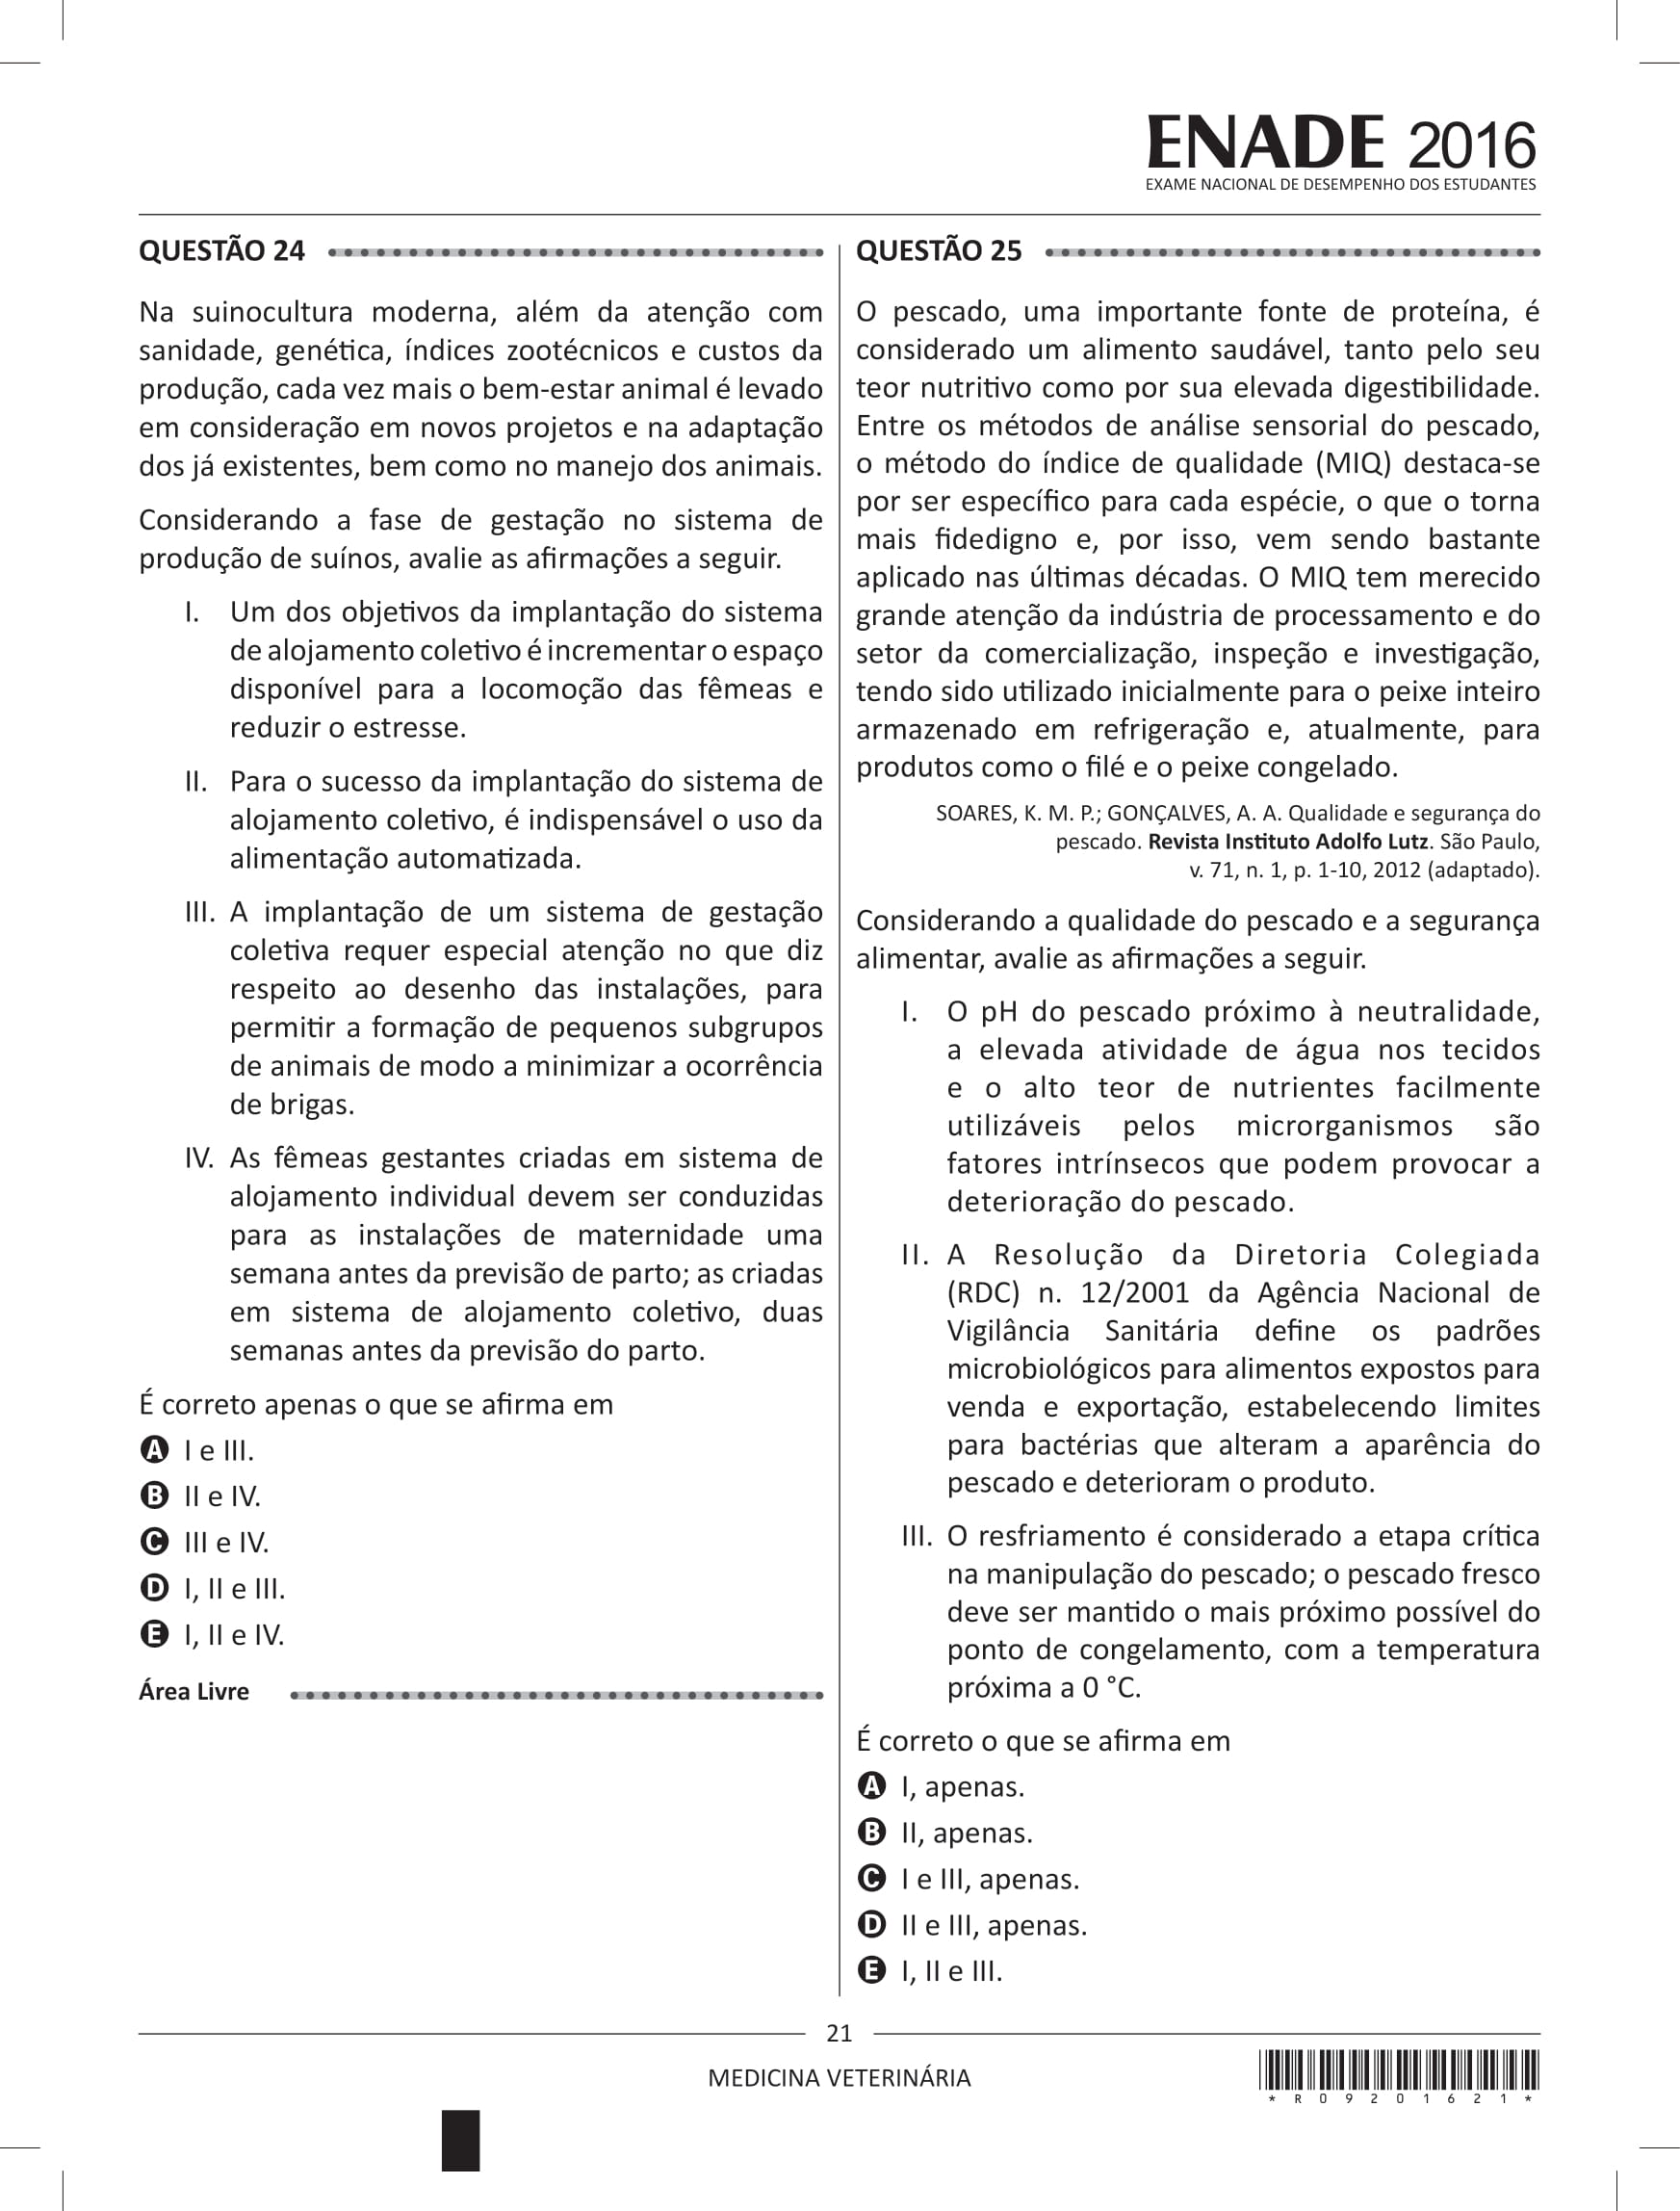 ENADE 2016
EXAME NACIONAL DE DESEMPENHO DOS ESTUDANTES
QUESTÃO 24
Na suinocultura moderna, além da atenção com
sanidade, genética, índices zootécnicos e custos da
produção, cada vez mais o bem-estar animal é levado
em consideração em novos projetos e na adaptação
dos já existentes, bem como no manejo dos animais.
Considerando a fase de gestação no sistema de
produção de suínos, avalie as afirmações a seguir.
I. Um dos objetivos da implantação do sistema
de alojamento coletivo é incrementar o espaço
disponível para a locomoção das fêmeas e
reduzir o estresse.
II. Para o sucesso da implantação do sistema de
alojamento coletivo, é indispensável o uso da
alimentação automatizada.
III. A implantação de um sistema de gestação
coletiva requer especial atenção no que diz
respeito ao desenho das instalações, para
permitir a formação de pequenos subgrupos
de animais de modo a minimizar a ocorrência
de brigas.
IV. As fêmeas gestantes criadas em sistema de
alojamento individual devem ser conduzidas
para as instalações de maternidade uma
semana antes da previsão de parto; as criadas
em sistema de alojamento coletivo, duas
semanas antes da previsão do parto.
É correto apenas o que se afirma em
A I e III.
B II e IV.
C III e IV.
D I, II e III.
E I, II e IV.
Área Livre
QUESTÃO 25
O pescado, uma importante fonte de proteína, é
considerado um alimento saudável, tanto pelo seu
teor nutritivo como por sua elevada digestibilidade.
Entre os métodos de análise sensorial do pescado,
o método do índice de qualidade (MIQ) destaca-se
por ser específico para cada espécie, o que o torna
mais fidedigno e, por isso, vem sendo bastante
aplicado nas últimas décadas. O MIQ tem merecido
grande atenção da indústria de processamento e do
setor da comercialização, inspeção e investigação,
tendo sido utilizado inicialmente para o peixe inteiro
armazenado em refrigeração e, atualmente, para
produtos como o filé e o peixe congelado.
SOARES, K. M. P.; GONÇALVES, A. A. Qualidade e segurança do
pescado. Revista Instituto Adolfo Lutz. São Paulo,
v. 71, n. 1, p. 1-10, 2012 (adaptado).
Considerando a qualidade do pescado e a segurança
alimentar, avalie as afirmações a seguir.
I. O pH do pescado próximo à neutralidade,
a elevada atividade de água nos tecidos
e o alto teor de nutrientes facilmente
utilizáveis pelos microrganismos são
fatores intrínsecos que podem provocar a
deterioração do pescado.
II. A Resolução da Diretoria Colegiada
(RDC) n. 12/2001 da Agência Nacional de
Vigilância Sanitária define os padrões
microbiológicos para alimentos expostos para
venda e exportação, estabelecendo limites
para bactérias que alteram a aparência do
pescado e deterioram o produto.
III. O resfriamento é considerado a etapa crítica
na manipulação do pescado; o pescado fresco
deve ser mantido o mais próximo possível do
ponto de congelamento, com a temperatura
próxima a 0 °C.
É correto o que se afirma em
A I, apenas.
B II, apenas.
C I e III, apenas.
D II e III, apenas.
E I, II e III.
21
MEDICINA VETERINÁRIA
* R 0 9 2 0 1 6 2 1 *